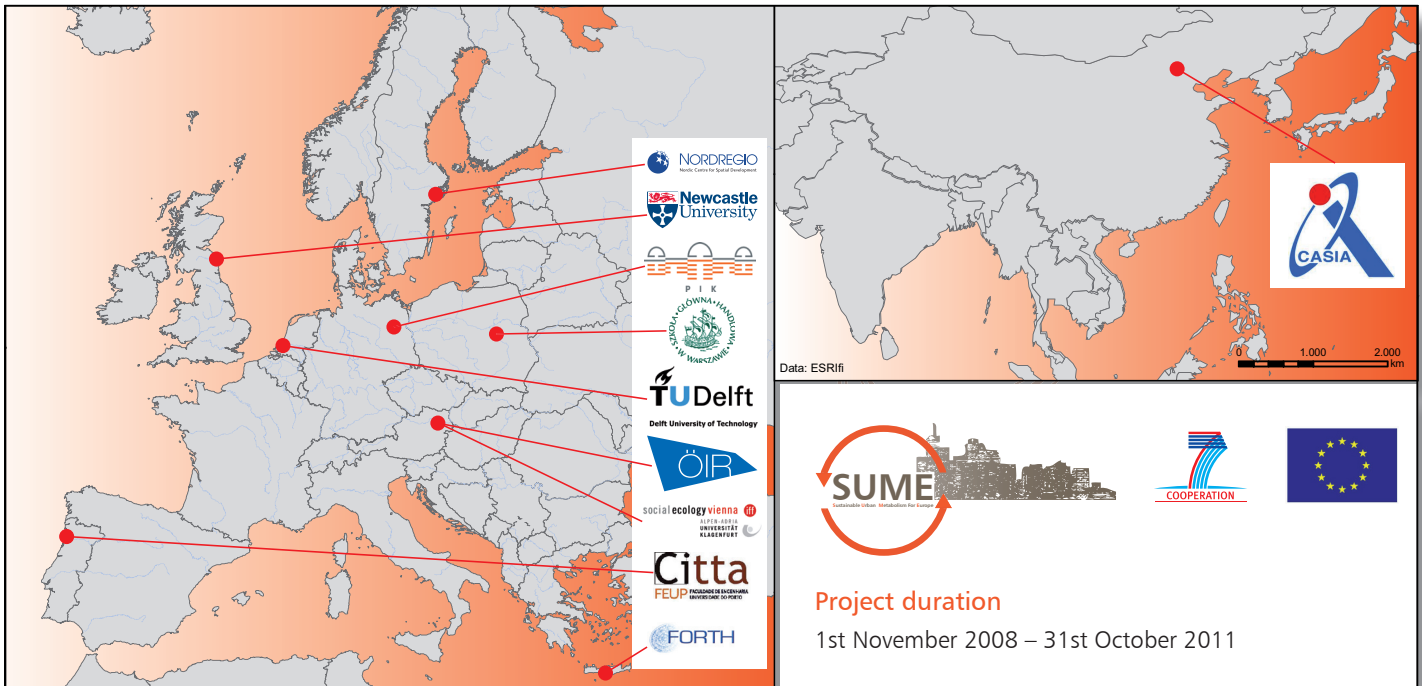 NORDREGIO
Nordic Centre for Spatial Development
Newcastle
University
PIK
SZKOŁA·GŁÓWNA·HANDLOWA
W WARSZAWIE
TUDelft
Delft University of Technology
ÖIR
social ecology vienna iff
ALPEN-ADRIA
UNIVERSITÄT
KLAGENFURT
Citta
FEUP FACULDADE DE ENGENHARIA
UNIVERSIDADE DO PORTO
FORTH
CASIA
0 1.000 2.000
km
Data: ESRIfi
SUME
Sustainable Urban Metabolism For Europe
7
COOPERATION
Project duration
1st November 2008 – 31st October 2011